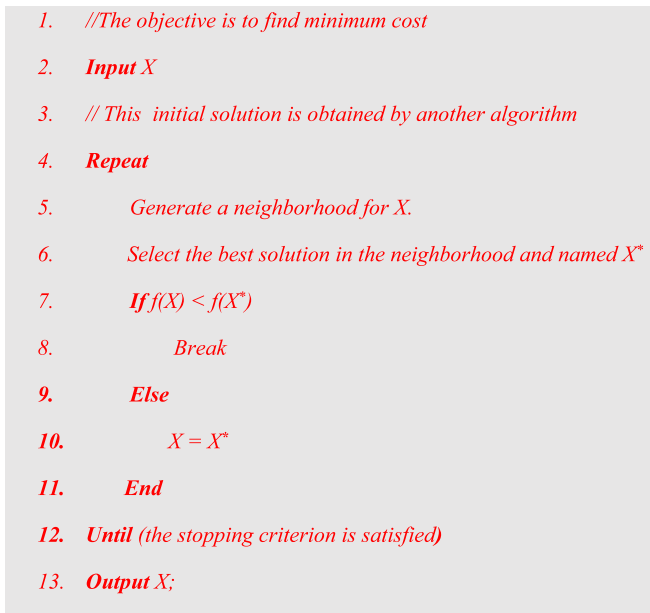 1. //The objective is to find minimum cost
2. Input X
3. // This initial solution is obtained by another algorithm
4. Repeat
5. Generate a neighborhood for X.
6. Select the best solution in the neighborhood and named X*
7. If f(X) < f(X*)
8. Break
9. Else
10. X = X*
11. End
12. Until (the stopping criterion is satisfied)
13. Output X;